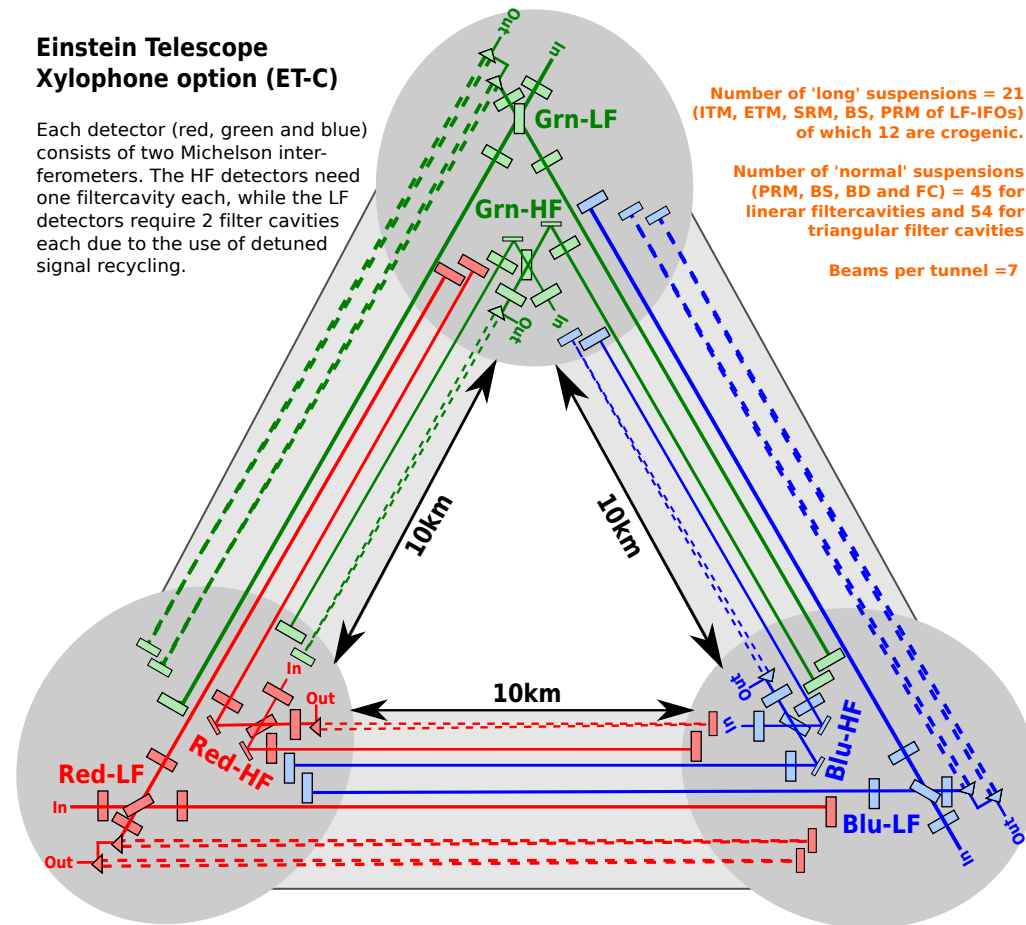 Einstein Telescope
Xylophone option (ET-C)
Each detector (red, green and blue)
consists of two Michelson inter-
ferometers. The HF detectors need
one filtercavity each, while the LF
detectors require 2 filter cavities
each due to the use of detuned
signal recycling.
Number of 'long' suspensions = 21
(ITM, ETM, SRM, BS, PRM of LF-IFOs)
of which 12 are crogenic.
Number of 'normal' suspensions
(PRM, BS, BD and FC) = 45 for
linerar filtercavities and 54 for
triangular filter cavities
Beams per tunnel =7
Out
In
Grn-LF
Grn-HF
Out
In
10km
10km
10km
In
Out
Red-HF
Red-LF
In
Out
Out
In
Blu-HF
Blu-LF
Out
In